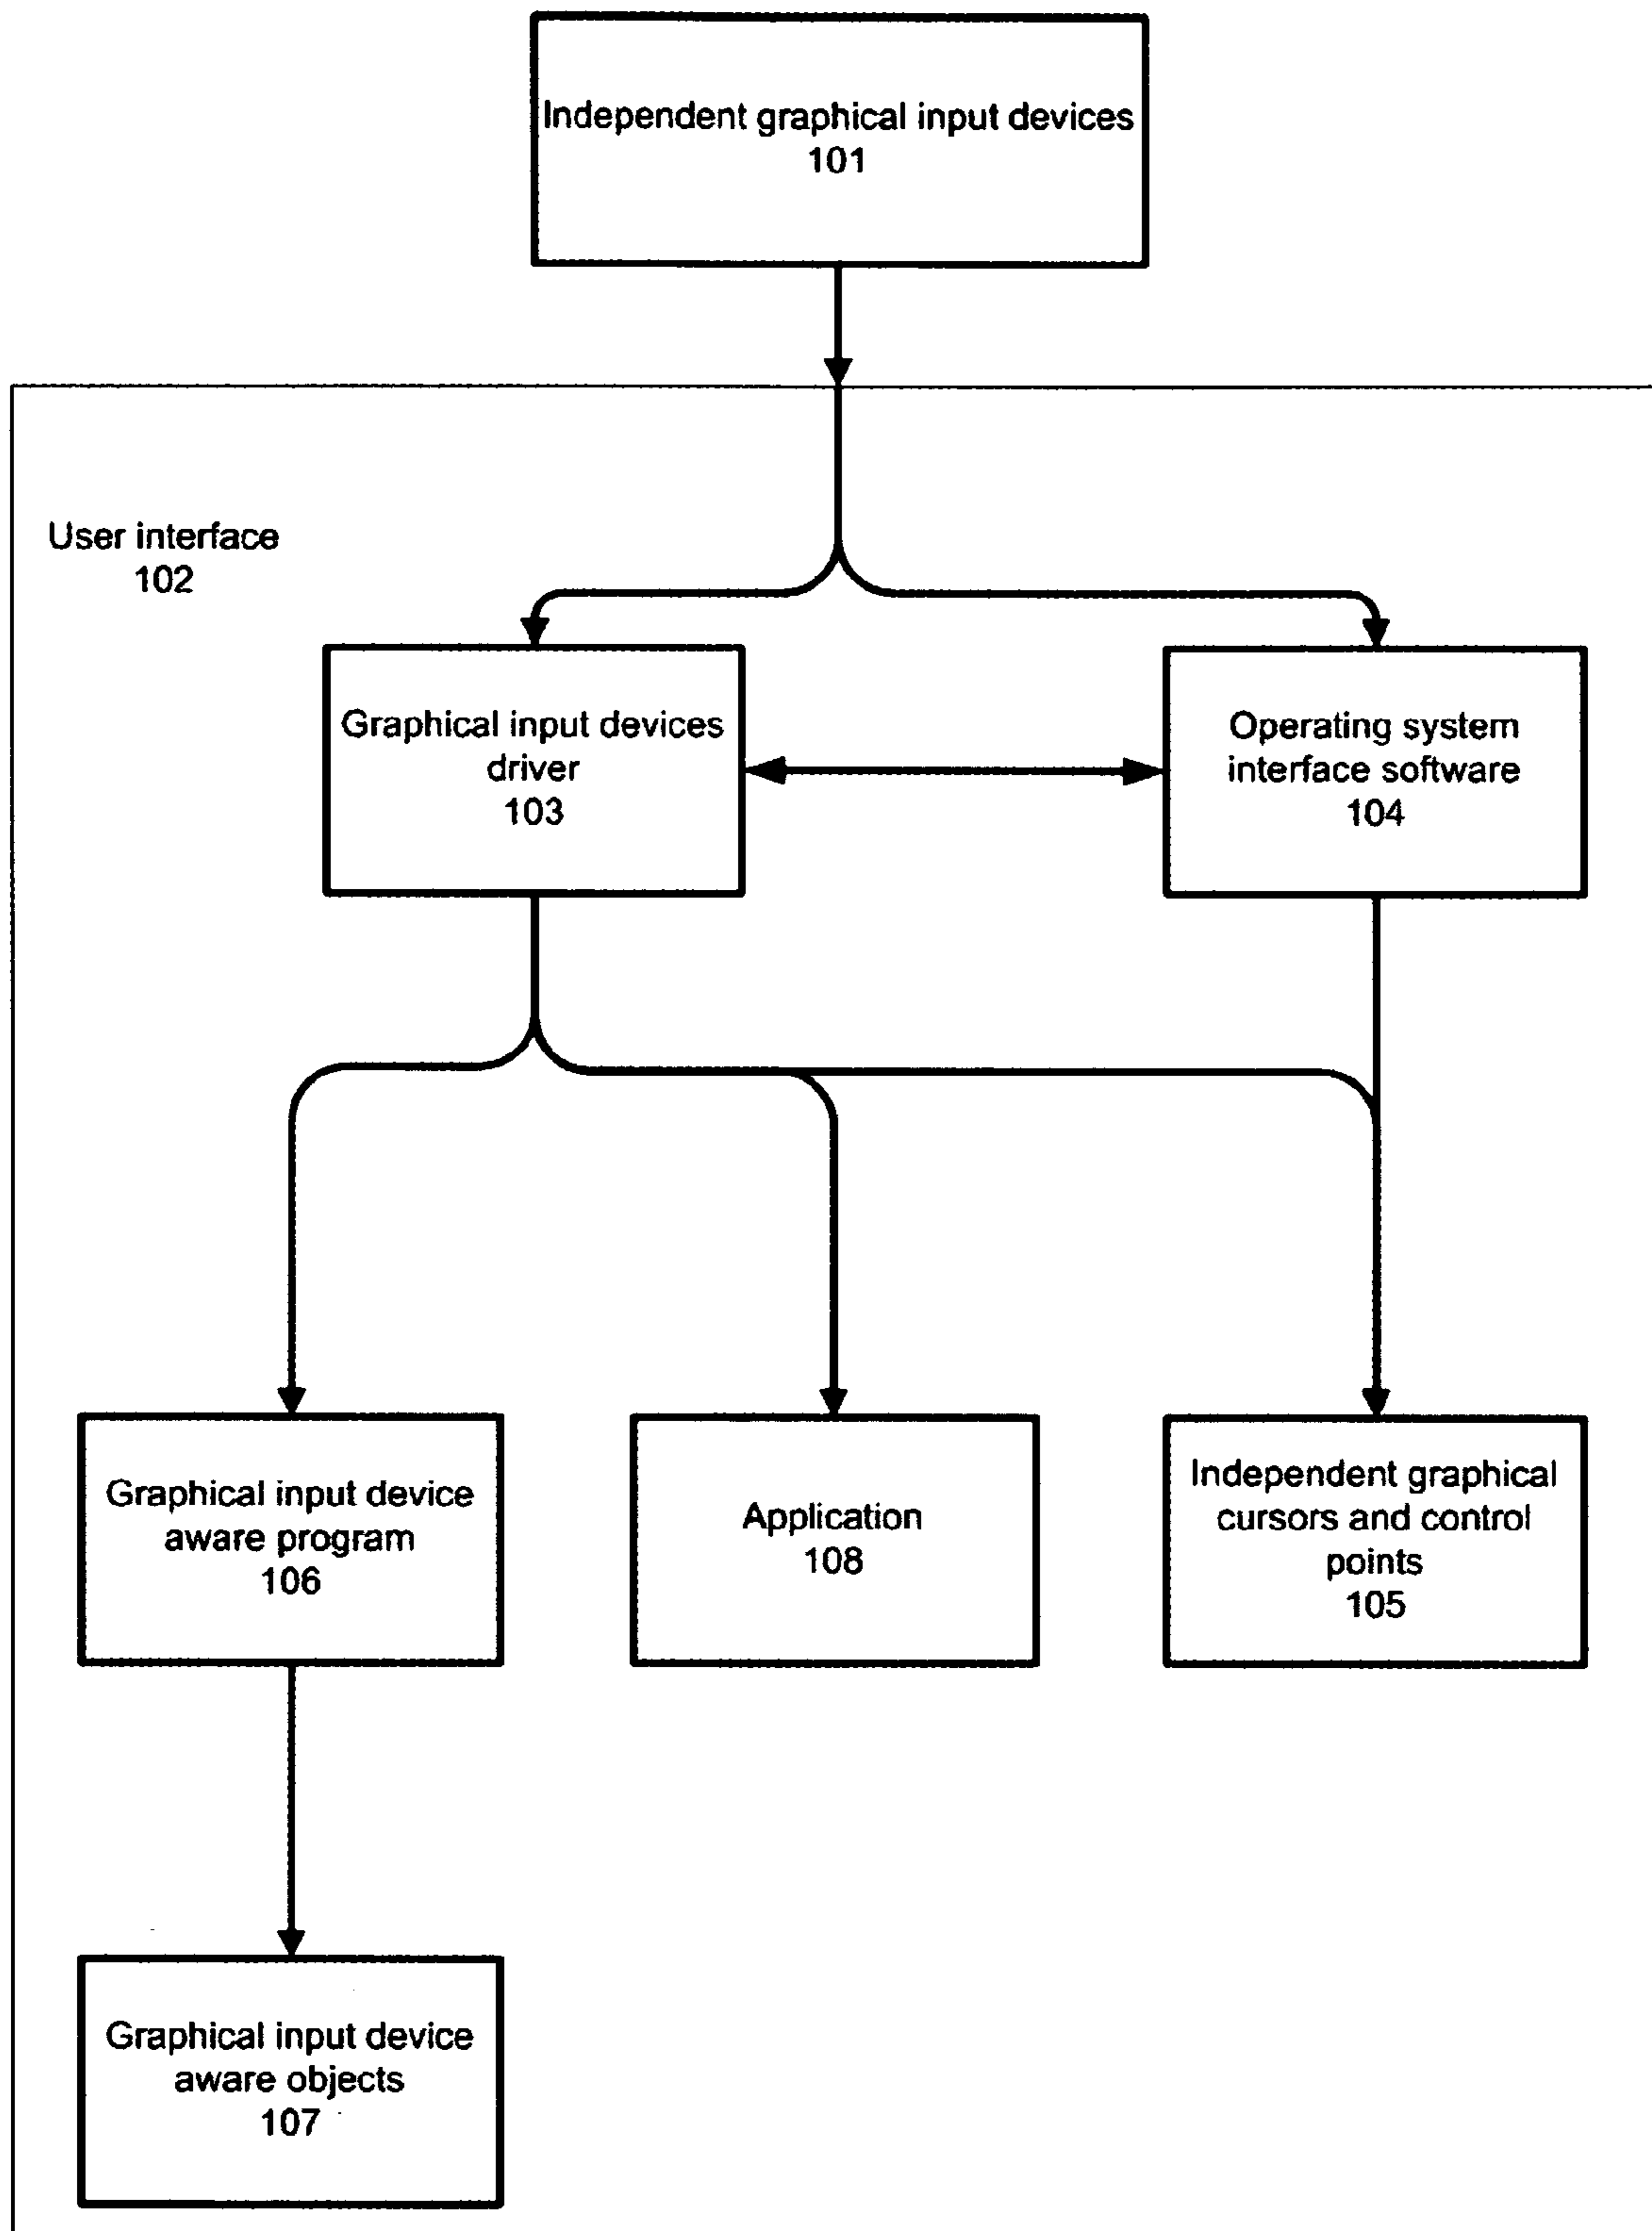 Independent graphical input devices
101
User interface
102
Graphical input devices
driver
103
Operating system
interface software
104
Graphical input device
aware program
106
Application
108
Independent graphical
cursors and control
points
105
Graphical input device
aware objects
107